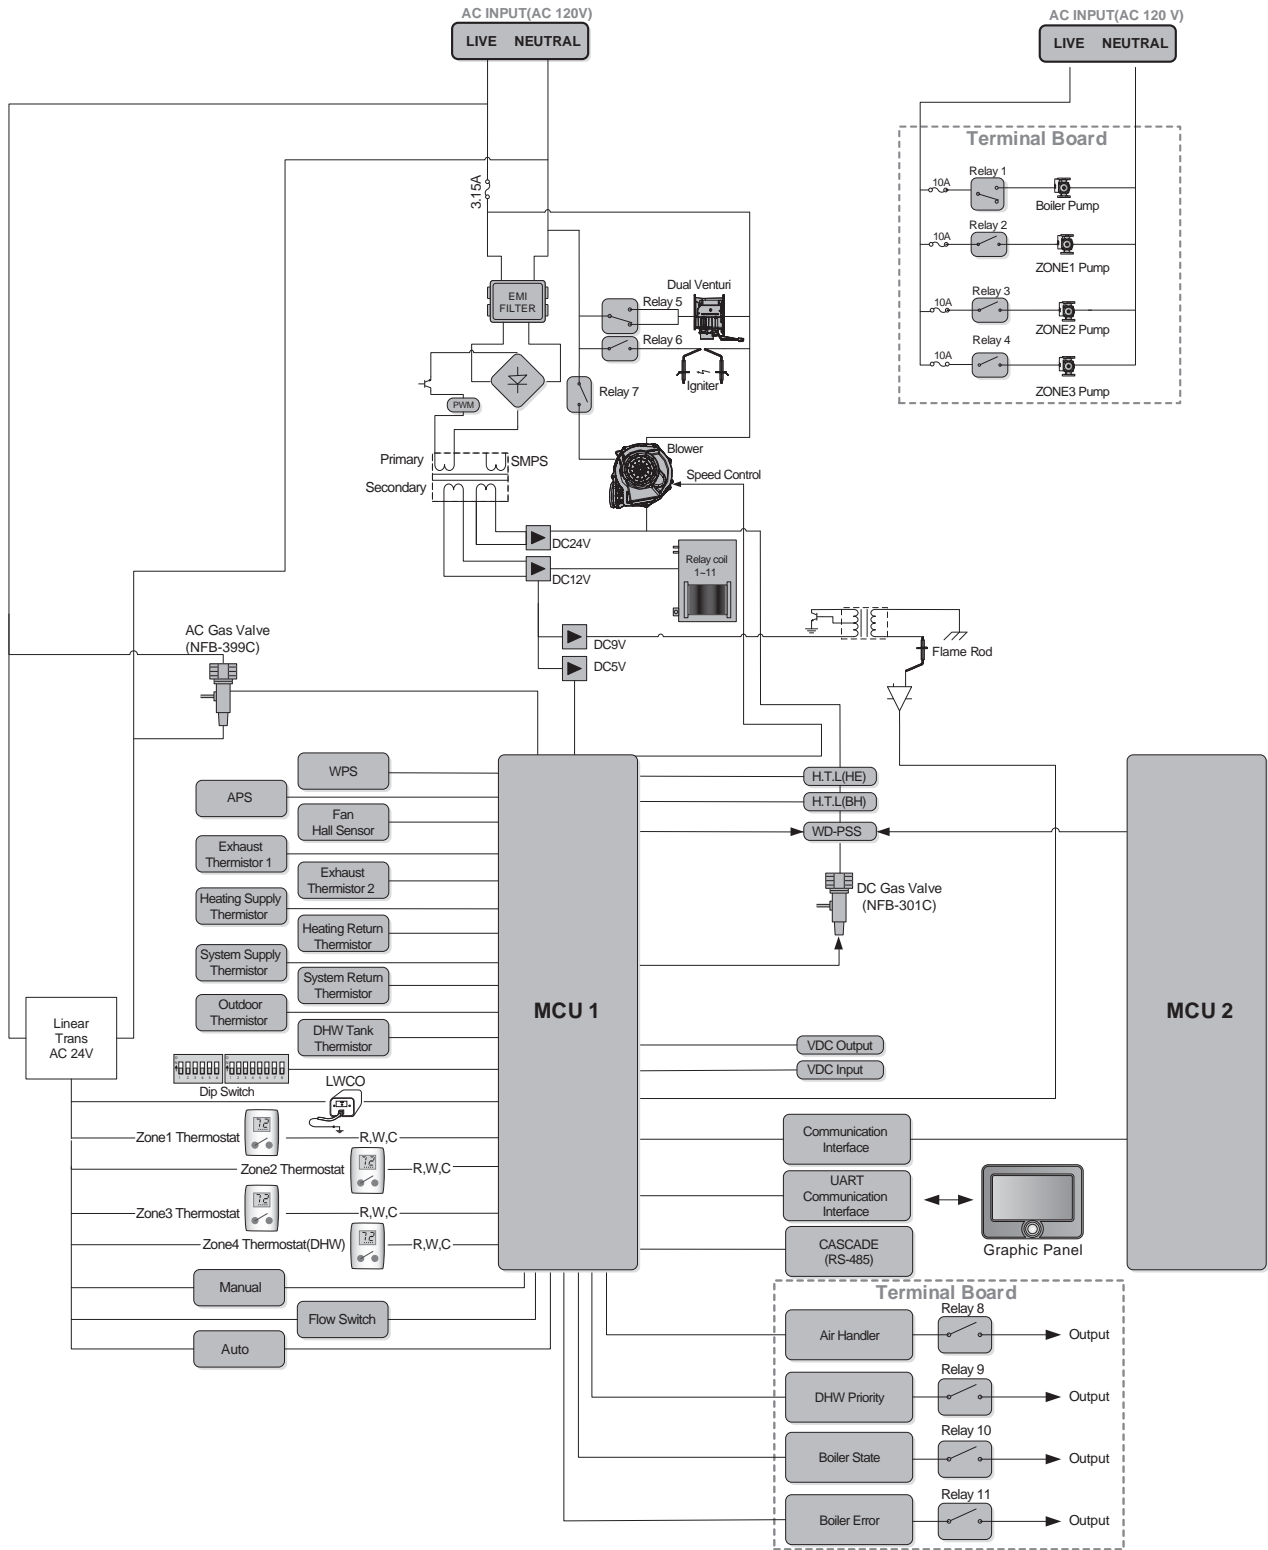 AC INPUT(AC 120V)
LIVE NEUTRAL
AC INPUT(AC 120 V)
LIVE NEUTRAL
Terminal Board
10A
Relay 1
Boiler Pump
10A
Relay 2
ZONE1 Pump
10A
Relay 3
ZONE2 Pump
10A
Relay 4
ZONE3 Pump
3.15A
EMI
FILTER
PWM
Dual Venturi
Relay 5
Relay 6
Igniter
Relay 7
Blower
Speed Control
Primary
SMPS
Secondary
DC24V
DC12V
Relay coil
1~11
DC9V
DC5V
Flame Rod
AC Gas Valve
(NFB-399C)
WPS
APS
Fan
Hall Sensor
Exhaust
Thermistor 1
Exhaust
Thermistor 2
Heating Supply
Thermistor
Heating Return
Thermistor
System Supply
Thermistor
System Return
Thermistor
Outdoor
Thermistor
DHW Tank
Thermistor
Linear
Trans
AC 24V
Dip Switch
LWCO
Zone1 Thermostat
72
R,W,C
Zone2 Thermostat
72
R,W,C
Zone3 Thermostat
72
R,W,C
Zone4 Thermostat(DHW)
72
R,W,C
Manual
Flow Switch
Auto
MCU 1
H.T.L(HE)
H.T.L(BH)
WD-PSS
DC Gas Valve
(NFB-301C)
MCU 2
VDC Output
VDC Input
Communication
Interface
UART
Communication
Interface
Graphic Panel
CASCADE
(RS-485)
Terminal Board
Air Handler
Relay 8
Output
DHW Priority
Relay 9
Output
Boiler State
Relay 10
Output
Boiler Error
Relay 11
Output